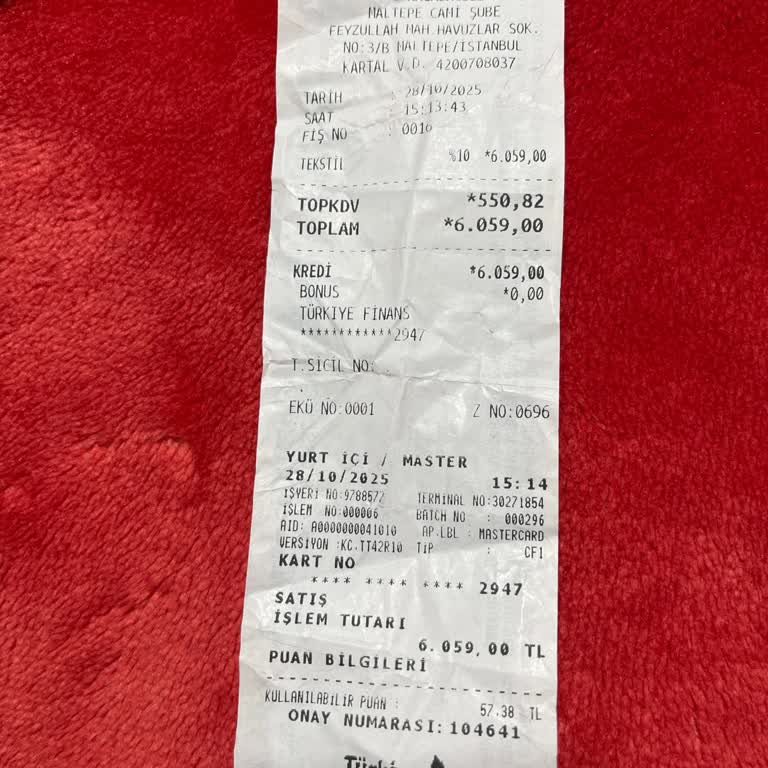 MALTEPE CAMİ ŞUBE
FEYZULLAH MAH.HAVUZLAR SOK.
NO:3/B MALTEPE/İSTANBUL
KARTAL V.D. 4200708037
TARİH : 28/10/2025
SAAT : 15:13:43
FİŞ NO : 0016
TEKSTİL %10 *6.059,00
TOPKDV *550,82
TOPLAM *6.059,00
KREDİ *6.059,00
BONUS *0,00
TÜRKİYE FİNANS
************2947
T.SİCİL NO:
EKÜ NO:0001 Z NO:0696
YURT İÇİ / MASTER
28/10/2025 15:14
İŞYERİ NO:9788572 TERMİNAL NO:30271854
İŞLEM NO:000006 BATCH NO : 000296
AID: A0000000041010 AP.LBL : MASTERCARD
VERSİYON :KC.TT42R10 TİP : CF1
KART NO
**** **** **** 2947
SATIŞ
İŞLEM TUTARI
6.059,00 TL
PUAN BİLGİLERİ
KULLANILABİLİR PUAN : 57.38 TL
ONAY NUMARASI:104641